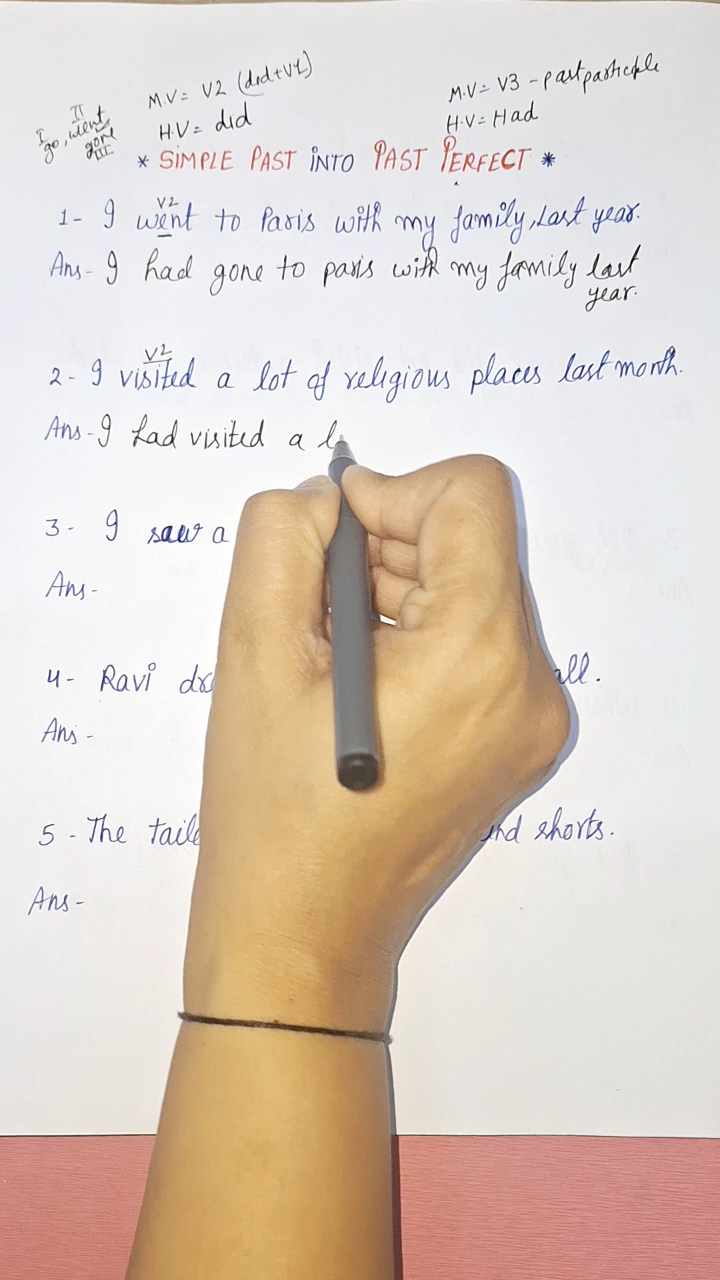 M.V = V2 (did+V1)
H.V = did
M.V = V3 - past participle
H.V = Had
I II
go, went
gone
III
* SIMPLE PAST INTO PAST PERFECT *
V2
1- I went to Paris with my family, Last year.
Ans- I had gone to paris with my family last
year.
V2
2- I visited a lot of religious places last month.
Ans- I had visited a l
3- I saw a
Ans-
4- Ravi all.
Ans-
5- The and shorts.
Ans-